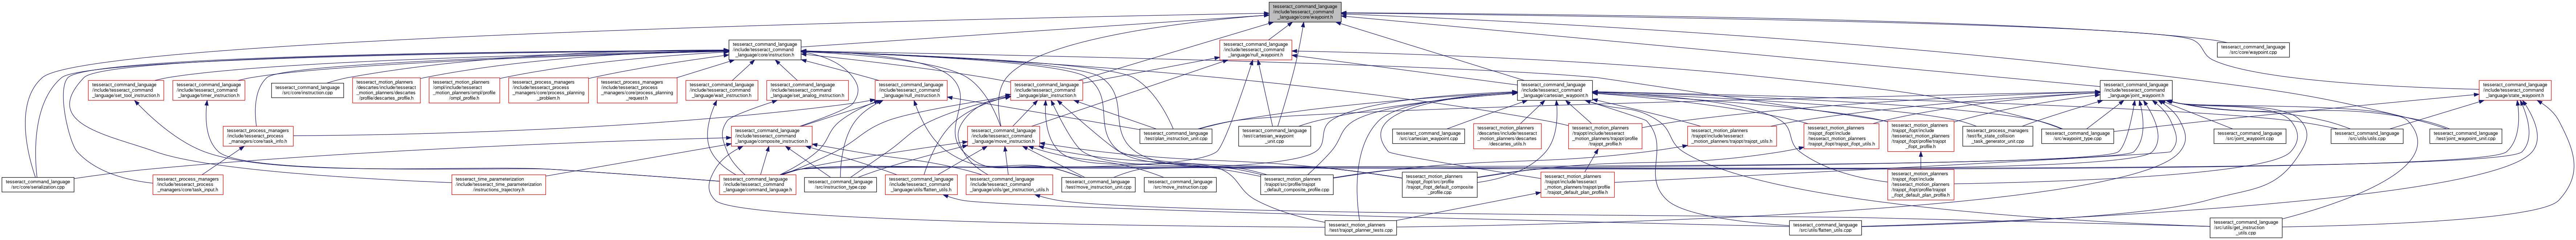 tesseract_command_language
/include/tesseract_command
_language/core/waypoint.h
tesseract_command_language
/include/tesseract_command
_language/core/instruction.h
tesseract_command_language
/include/tesseract_command
_language/null_waypoint.h
tesseract_command_language
/src/core/waypoint.cpp
tesseract_command_language
/include/tesseract_command
_language/set_tool_instruction.h
tesseract_command_language
/include/tesseract_command
_language/timer_instruction.h
tesseract_command_language
/src/core/instruction.cpp
tesseract_motion_planners
/descartes/include/tesseract
_motion_planners/descartes
/profile/descartes_profile.h
tesseract_motion_planners
/ompl/include/tesseract
_motion_planners/ompl/profile
/ompl_profile.h
tesseract_process_managers
/include/tesseract_process
_managers/core/process_planning
_problem.h
tesseract_process_managers
/include/tesseract_process
_managers/core/process_planning
_request.h
tesseract_command_language
/include/tesseract_command
_language/wait_instruction.h
tesseract_command_language
/include/tesseract_command
_language/set_analog_instruction.h
tesseract_command_language
/include/tesseract_command
_language/null_instruction.h
tesseract_command_language
/include/tesseract_command
_language/plan_instruction.h
tesseract_command_language
/include/tesseract_command
_language/cartesian_waypoint.h
tesseract_command_language
/include/tesseract_command
_language/joint_waypoint.h
tesseract_command_language
/include/tesseract_command
_language/state_waypoint.h
tesseract_process_managers
/include/tesseract_process
_managers/core/task_info.h
tesseract_command_language
/include/tesseract_command
_language/composite_instruction.h
tesseract_command_language
/include/tesseract_command
_language/move_instruction.h
tesseract_command_language
/test/plan_instruction_unit.cpp
tesseract_command_language
/test/cartesian_waypoint
_unit.cpp
tesseract_command_language
/src/cartesian_waypoint.cpp
tesseract_motion_planners
/descartes/include/tesseract
_motion_planners/descartes
/descartes_utils.h
tesseract_motion_planners
/trajopt/include/tesseract
_motion_planners/trajopt/profile
/trajopt_profile.h
tesseract_motion_planners
/trajopt/include/tesseract
_motion_planners/trajopt/trajopt_utils.h
tesseract_motion_planners
/trajopt_ifopt/include
/tesseract_motion_planners
/trajopt_ifopt/trajopt_ifopt_utils.h
tesseract_motion_planners
/trajopt_ifopt/include
/tesseract_motion_planners
/trajopt_ifopt/profile/trajopt
_ifopt_profile.h
tesseract_process_managers
/test/fix_state_collision
_task_generator_unit.cpp
tesseract_command_language
/src/waypoint_type.cpp
tesseract_command_language
/src/joint_waypoint.cpp
tesseract_command_language
/src/utils/utils.cpp
tesseract_command_language
/test/joint_waypoint_unit.cpp
tesseract_command_language
/src/core/serialization.cpp
tesseract_process_managers
/include/tesseract_process
_managers/core/task_input.h
tesseract_time_parameterization
/include/tesseract_time_parameterization
/instructions_trajectory.h
tesseract_command_language
/include/tesseract_command
_language/command_language.h
tesseract_command_language
/src/instruction_type.cpp
tesseract_command_language
/include/tesseract_command
_language/utils/flatten_utils.h
tesseract_command_language
/include/tesseract_command
_language/utils/get_instruction_utils.h
tesseract_command_language
/test/move_instruction_unit.cpp
tesseract_command_language
/src/move_instruction.cpp
tesseract_motion_planners
/trajopt/src/profile/trajopt
_default_composite_profile.cpp
tesseract_motion_planners
/trajopt_ifopt/src/profile
/trajopt_ifopt_default_composite
_profile.cpp
tesseract_motion_planners
/trajopt/include/tesseract
_motion_planners/trajopt/profile
/trajopt_default_plan_profile.h
tesseract_motion_planners
/trajopt_ifopt/include
/tesseract_motion_planners
/trajopt_ifopt/profile/trajopt
_ifopt_default_plan_profile.h
tesseract_motion_planners
/test/trajopt_planner_tests.cpp
tesseract_command_language
/src/utils/flatten_utils.cpp
tesseract_command_language
/src/utils/get_instruction
_utils.cpp